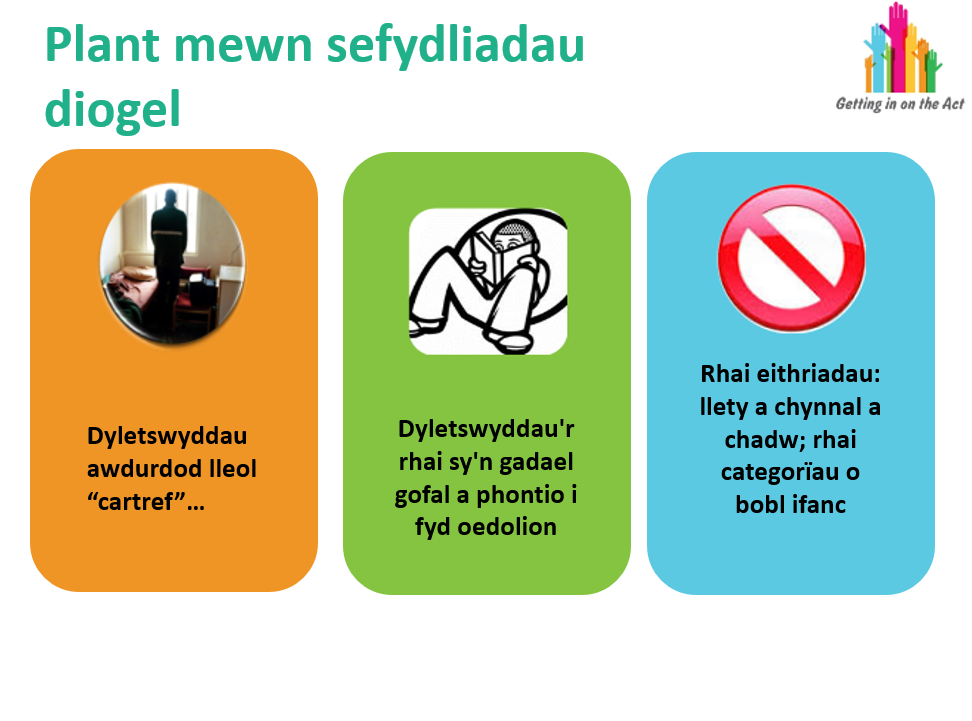 Plant mewn sefydliadau
diogel
Getting in on the Act
Dyletswyddau
awdurdod lleol
“cartref”...
Dyletswyddau'r
rhai sy'n gadael
gofal a phontio i
fyd oedolion
Rhai eithriadau:
llety a chynnal a
chadw; rhai
categorïau o
bobl ifanc